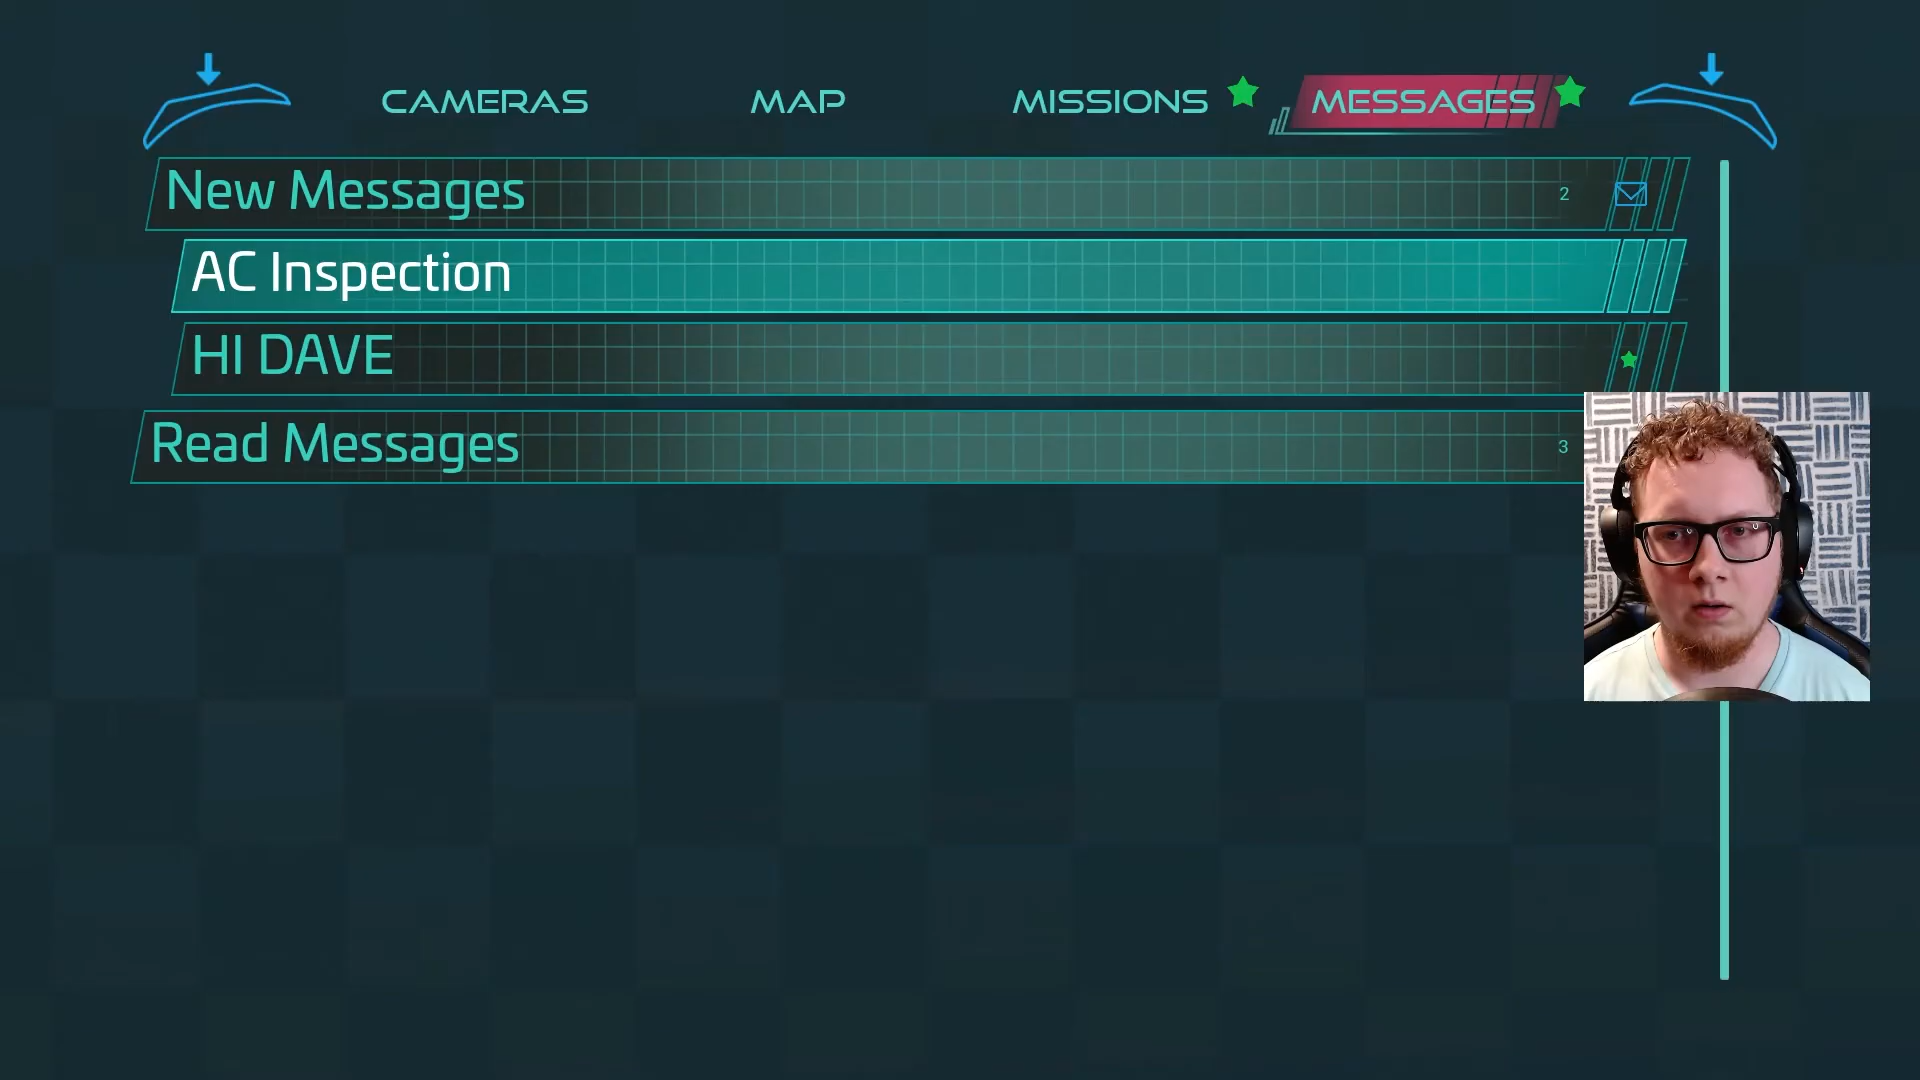 CAMERAS MAP MISSIONS MESSAGES
New Messages 2
AC Inspection
HI DAVE
Read Messages 3